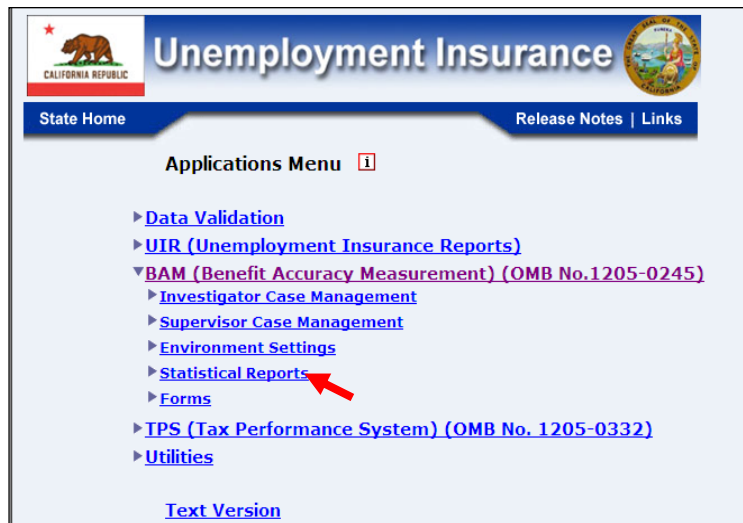 CALIFORNIA REPUBLIC
Unemployment Insurance
State Home
Release Notes | Links
Applications Menu i
Data Validation
UIR (Unemployment Insurance Reports)
BAM (Benefit Accuracy Measurement) (OMB No.1205-0245)
Investigator Case Management
Supervisor Case Management
Environment Settings
Statistical Reports
Forms
TPS (Tax Performance System) (OMB No. 1205-0332)
Utilities
Text Version